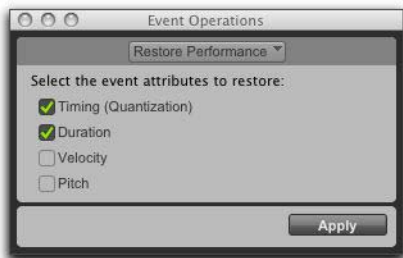 Event Operations
Restore Performance
Select the event attributes to restore:
Timing (Quantization)
Duration
Velocity
Pitch
Apply